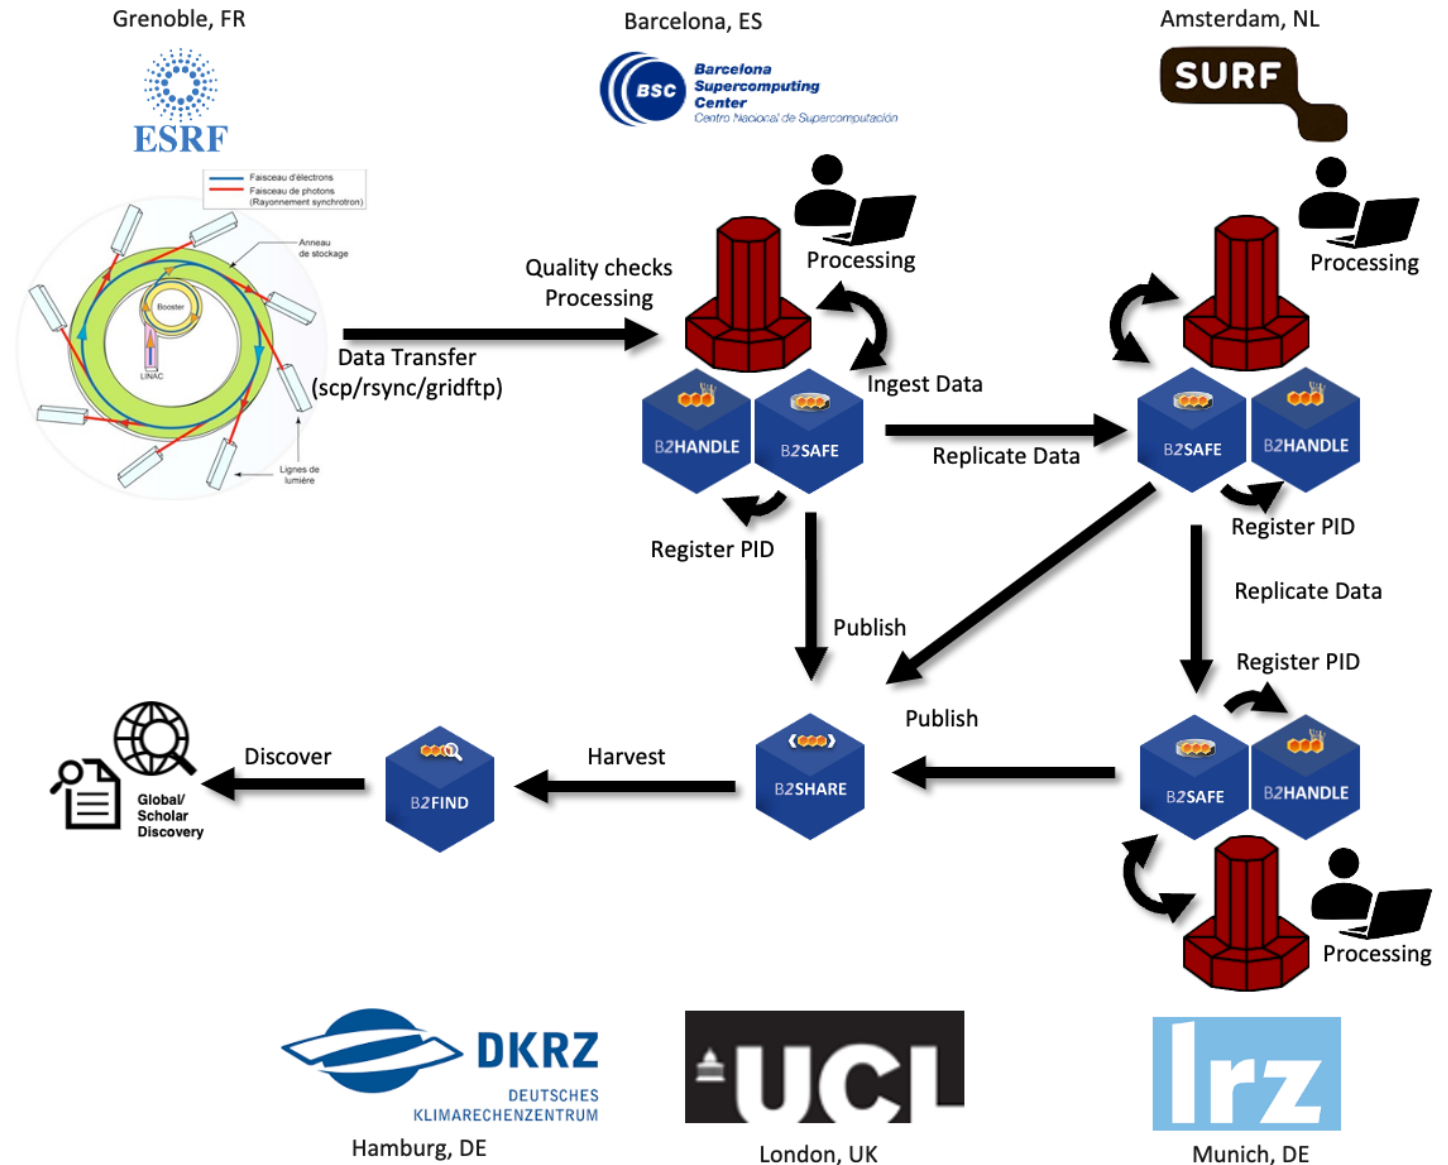 Grenoble, FR
Barcelona, ES
Amsterdam, NL
ESRF
BSC
Barcelona
Supercomputing
Center
Centro Nacional de Supercomputación
SURF
Faisceau d'électrons
Faisceau de photons
(Rayonnement synchrotron)
Anneau
de stockage
Booster
LINAC
Lignes de
lumière
Quality checks
Processing
Data Transfer
(scp/rsync/gridftp)
Processing
Processing
Ingest Data
B2HANDLE
B2SAFE
Replicate Data
B2SAFE
B2HANDLE
Register PID
Register PID
Replicate Data
Publish
Register PID
Publish
Discover
Harvest
Global/
Scholar
Discovery
B2FIND
B2SHARE
B2SAFE
B2HANDLE
Processing
DKRZ
DEUTSCHES
KLIMARECHENZENTRUM
UCL
lrz
Hamburg, DE
London, UK
Munich, DE